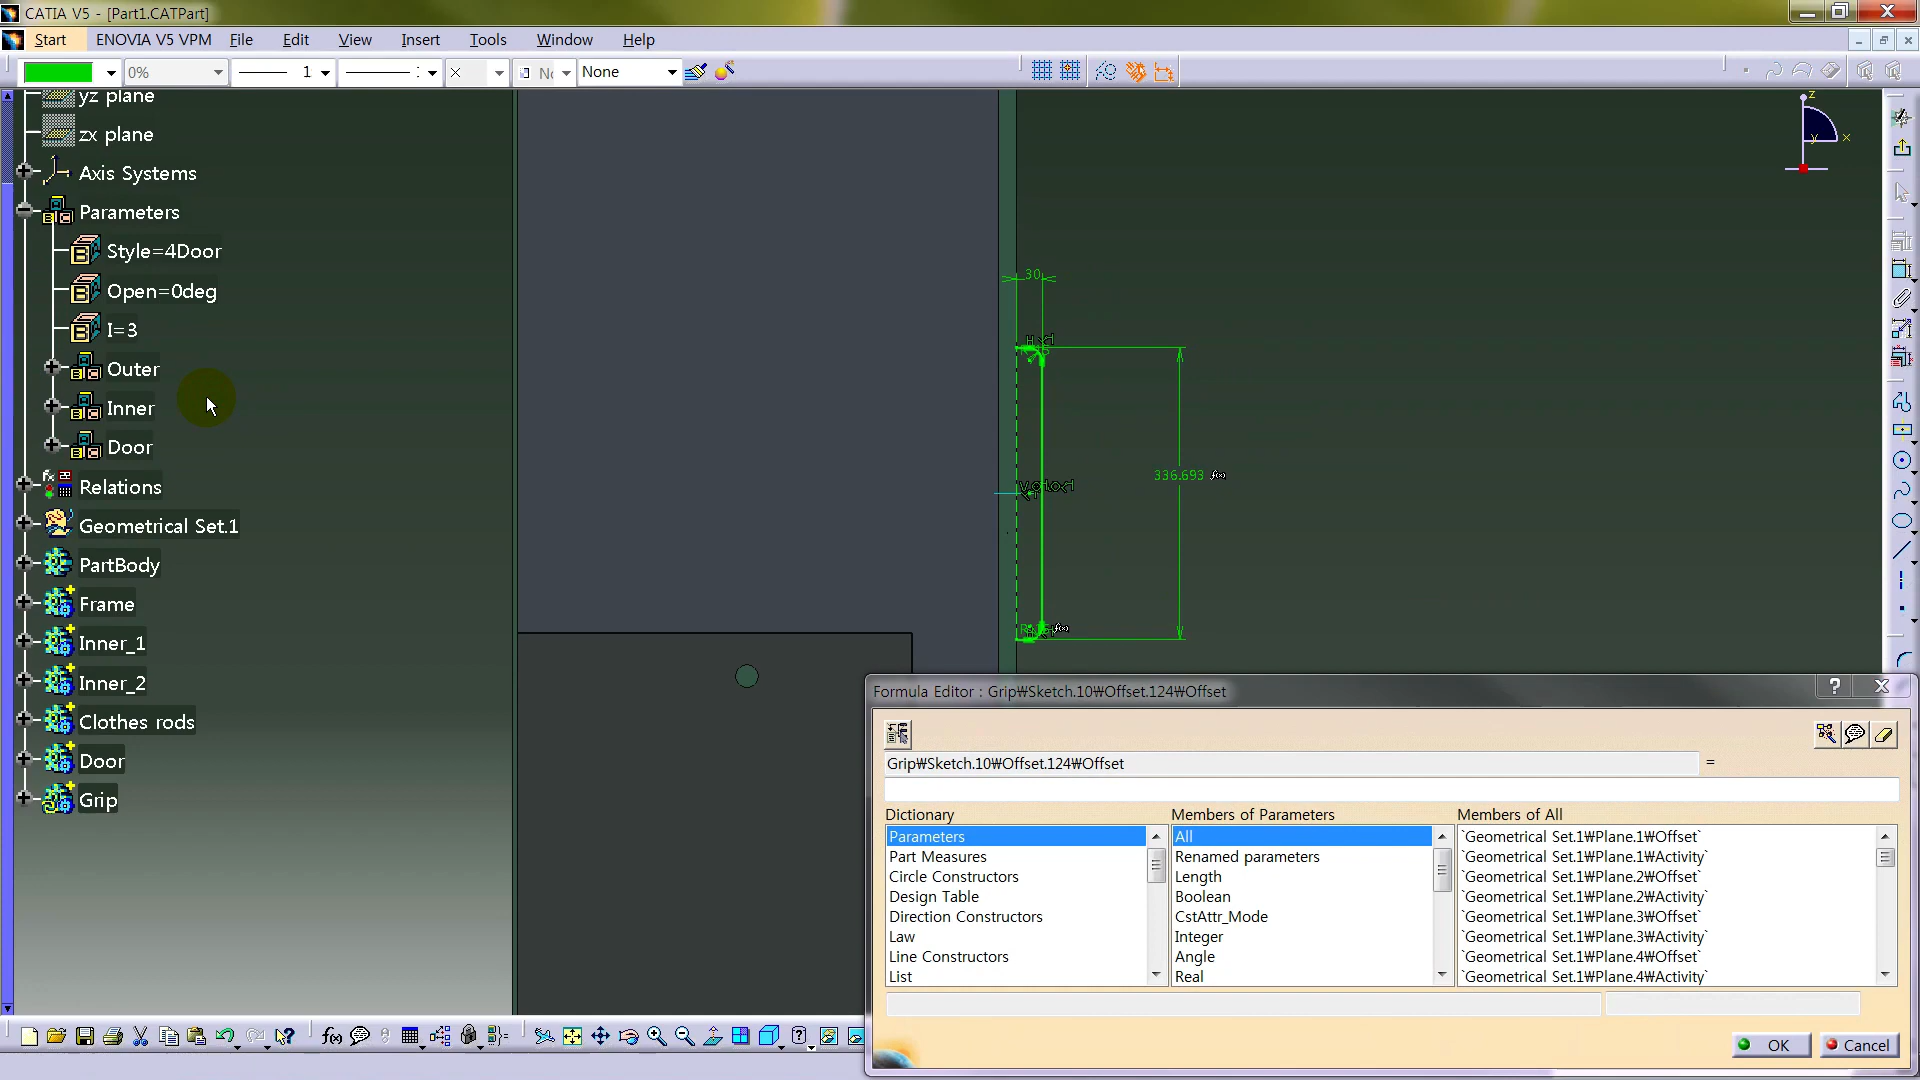 CATIA V5 - [Part1.CATPart]
Start ENOVIA V5 VPM File Edit View Insert Tools Window Help
0% 1 None
yz plane
zx plane
Axis Systems
Parameters
Style=4Door
Open=0deg
I=3
Outer
Inner
Door
Relations
Geometrical Set.1
PartBody
Frame
Inner_1
Inner_2
Clothes rods
Door
Grip
z
y
x
30
H
336.693 f(x)
V
f(x)
Formula Editor : Grip₩Sketch.10₩Offset.124₩Offset
Grip₩Sketch.10₩Offset.124₩Offset =
Dictionary
Parameters
Part Measures
Circle Constructors
Design Table
Direction Constructors
Law
Line Constructors
List
Members of Parameters
All
Renamed parameters
Length
Boolean
CstAttr_Mode
Integer
Angle
Real
Members of All
`Geometrical Set.1₩Plane.1₩Offset`
`Geometrical Set.1₩Plane.1₩Activity`
`Geometrical Set.1₩Plane.2₩Offset`
`Geometrical Set.1₩Plane.2₩Activity`
`Geometrical Set.1₩Plane.3₩Offset`
`Geometrical Set.1₩Plane.3₩Activity`
`Geometrical Set.1₩Plane.4₩Offset`
`Geometrical Set.1₩Plane.4₩Activity`
OK Cancel